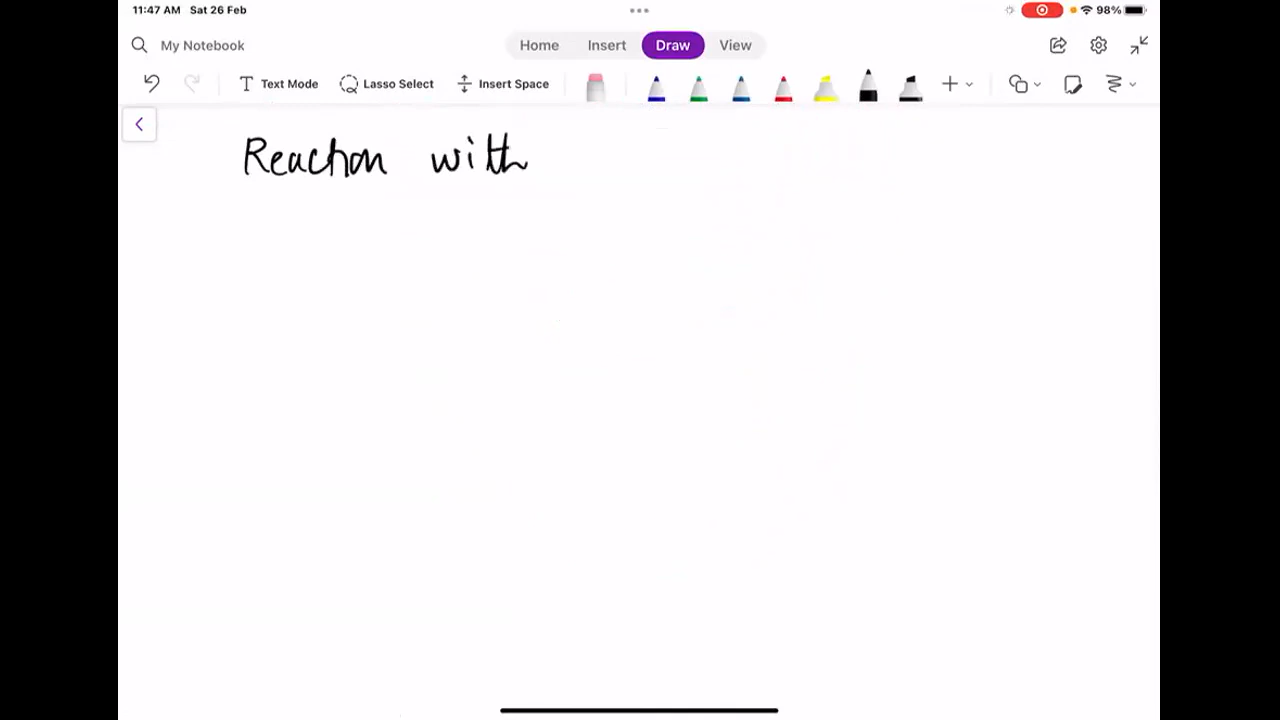 11:47 AM Sat 26 Feb 98%
My Notebook Home Insert Draw View
Text Mode Lasso Select Insert Space
Reaction with